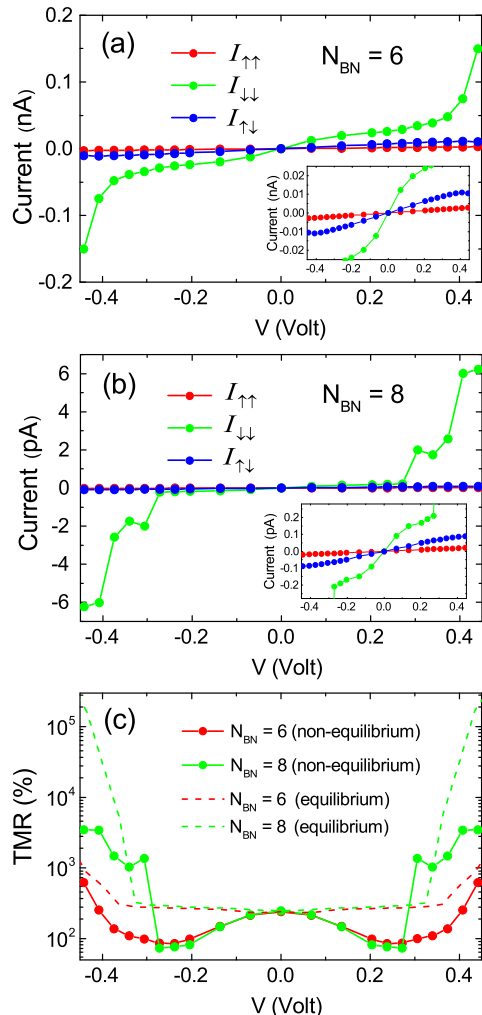 (a)
N_BN = 6
I↑↑
I↓↓
I↑↓
Current (nA)
0.2
0.1
0.0
-0.1
-0.2
Current (nA)
0.02
0.01
0.00
-0.01
-0.02
-0.4 -0.2 0.0 0.2 0.4
-0.4 -0.2 0.0 0.2 0.4
V (Volt)
(b)
N_BN = 8
I↑↑
I↓↓
I↑↓
Current (pA)
6
4
2
0
-2
-4
-6
Current (pA)
0.2
0.1
0.0
-0.1
-0.2
-0.4 -0.2 0.0 0.2 0.4
-0.4 -0.2 0.0 0.2 0.4
V (Volt)
(c)
N_BN = 6 (non-equilibrium)
N_BN = 8 (non-equilibrium)
N_BN = 6 (equilibrium)
N_BN = 8 (equilibrium)
TMR (%)
10^5
10^4
10^3
10^2
-0.4 -0.2 0.0 0.2 0.4
V (Volt)